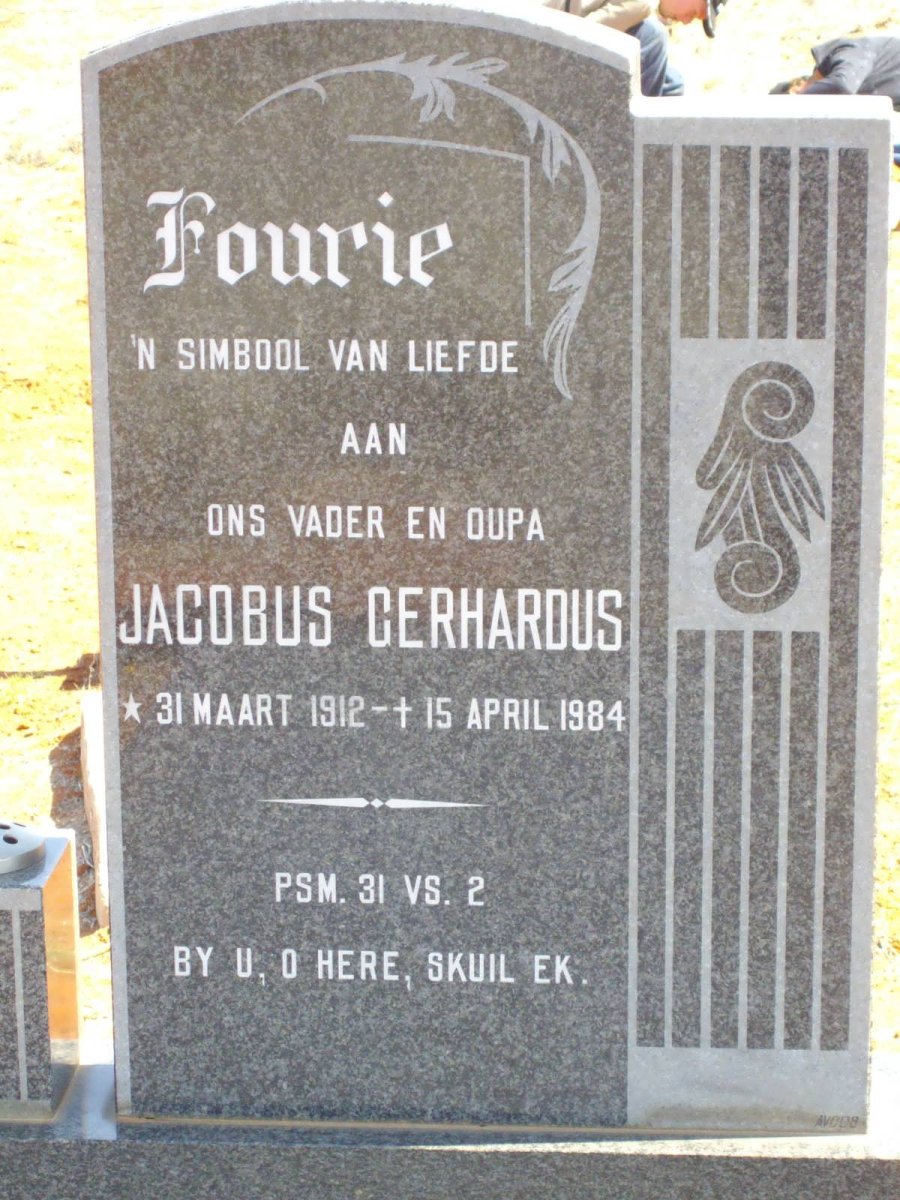 Fourie
'N SIMBOOL VAN LIEFDE
AAN
ONS VADER EN OUPA
JACOBUS GERHARDUS
★ 31 MAART 1912 - † 15 APRIL 1984
PSM. 31 VS. 2
BY U, O HERE, SKUIL EK.